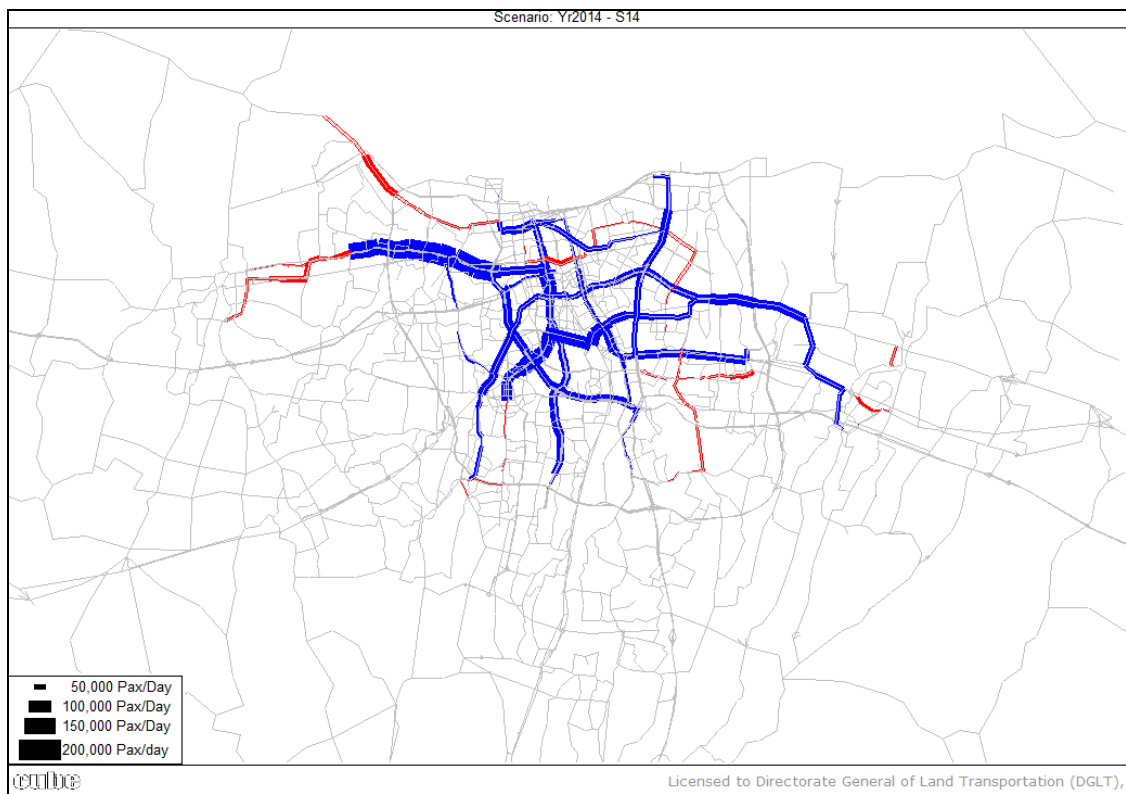 Scenario: Yr2014 - S14
50,000 Pax/Day
100,000 Pax/Day
150,000 Pax/Day
200,000 Pax/day
cube
Licensed to Directorate General of Land Transportation (DGLT),